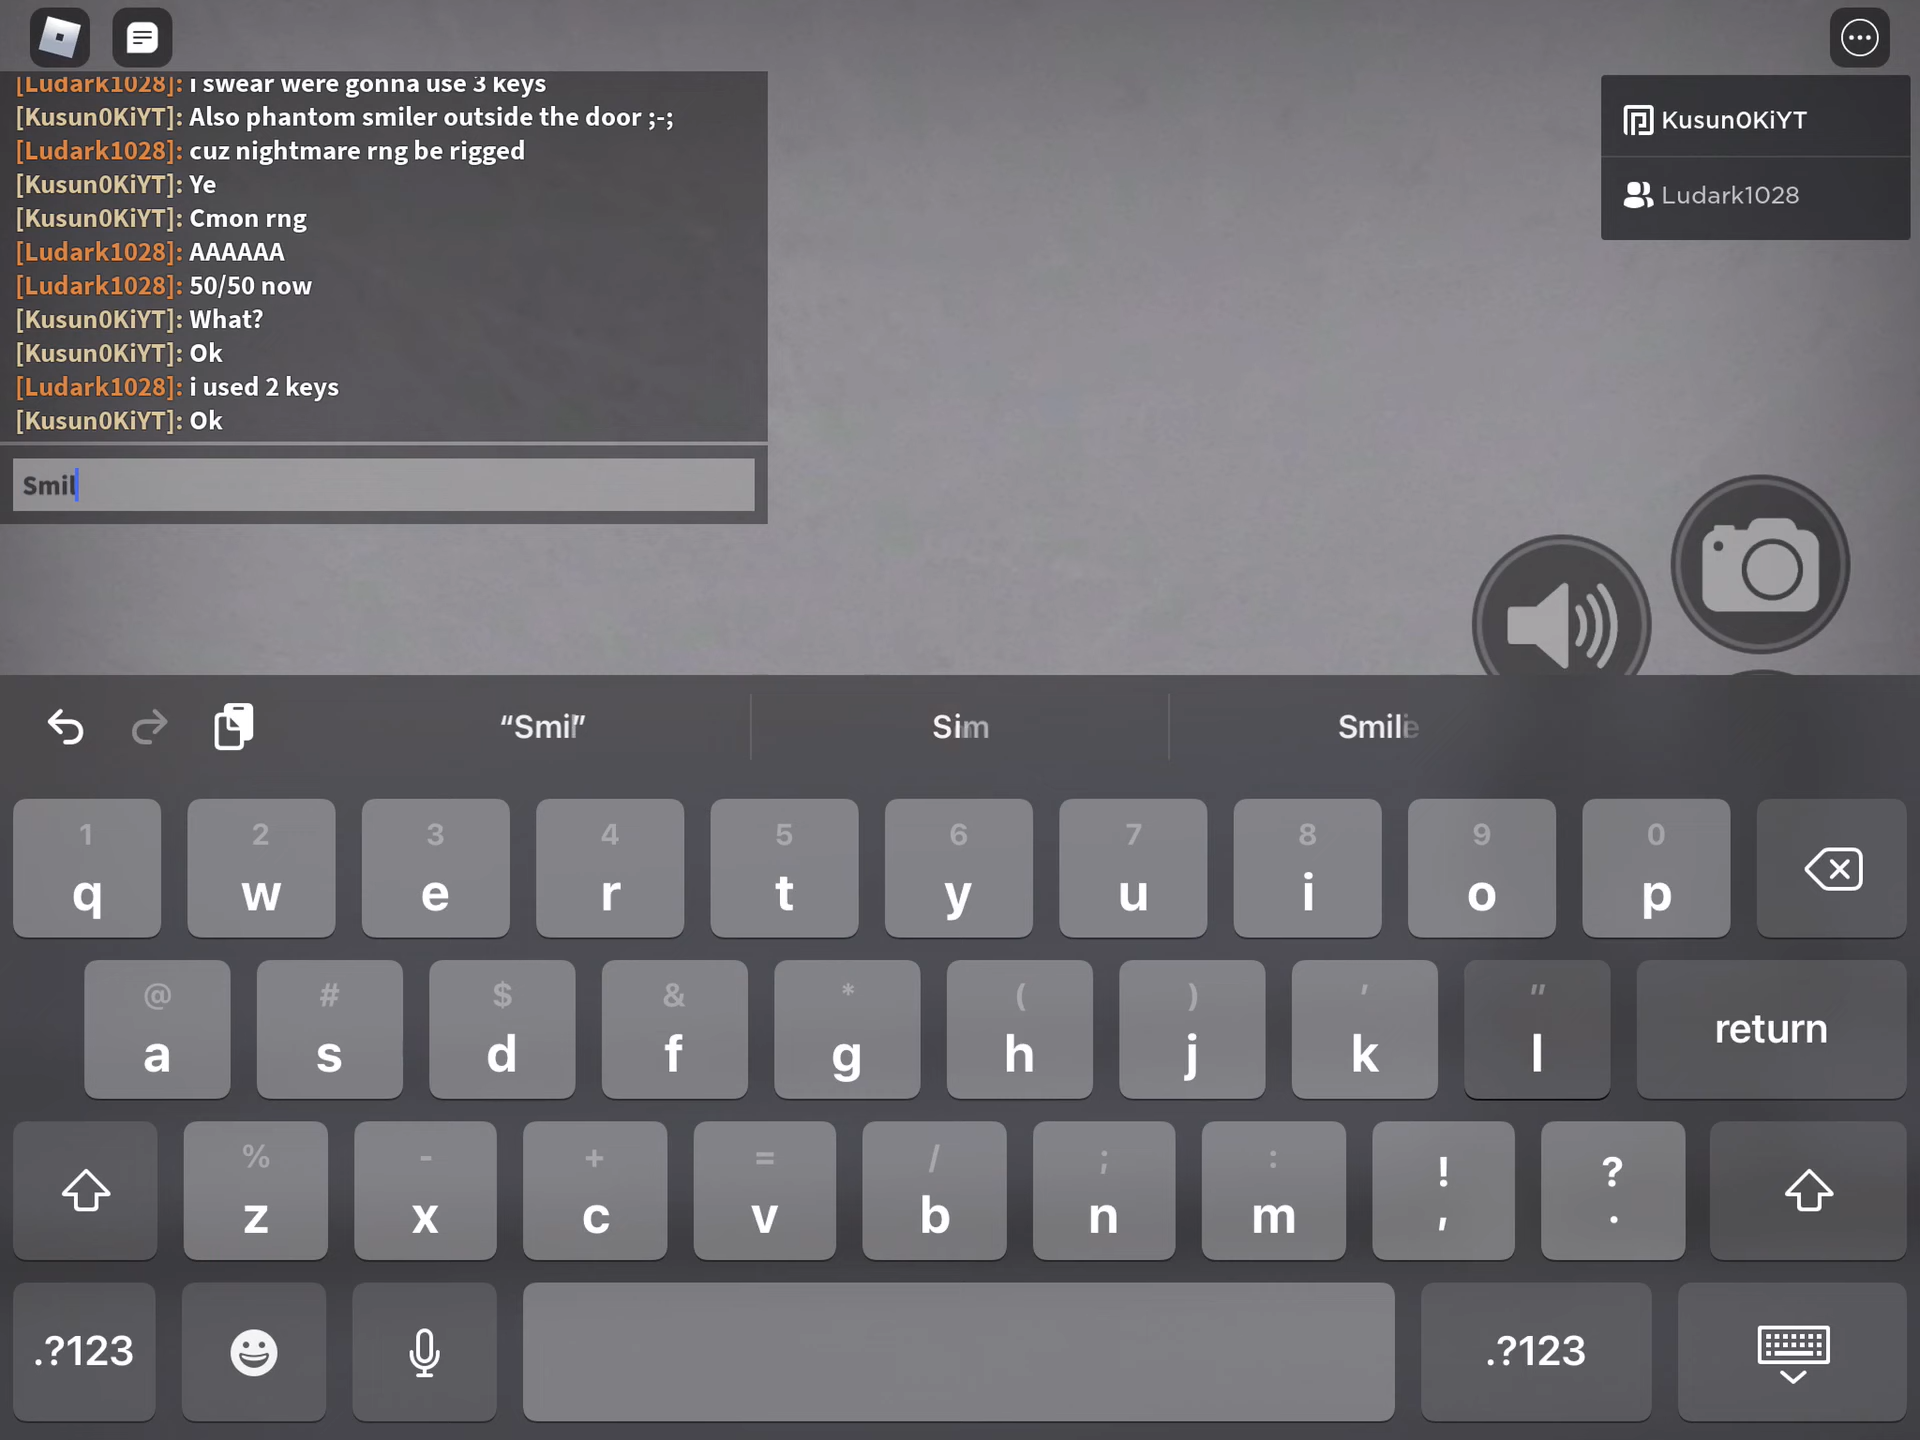 [Ludark1028]: i swear were gonna use 3 keys
[Kusun0KiYT]: Also phantom smiler outside the door ;-;
[Ludark1028]: cuz nightmare rng be rigged
[Kusun0KiYT]: Ye
[Kusun0KiYT]: Cmon rng
[Ludark1028]: AAAAAA
[Ludark1028]: 50/50 now
[Kusun0KiYT]: What?
[Kusun0KiYT]: Ok
[Ludark1028]: i used 2 keys
[Kusun0KiYT]: Ok
Smil
Kusun0KiYT
Ludark1028
“Smil” Sim Smile
1 2 3 4 5 6 7 8 9 0
q w e r t y u i o p
@ # $ & * ( ) ' "
a s d f g h j k l return
% - + = / ; : ! ?
z x c v b n m , .
.?123 .?123